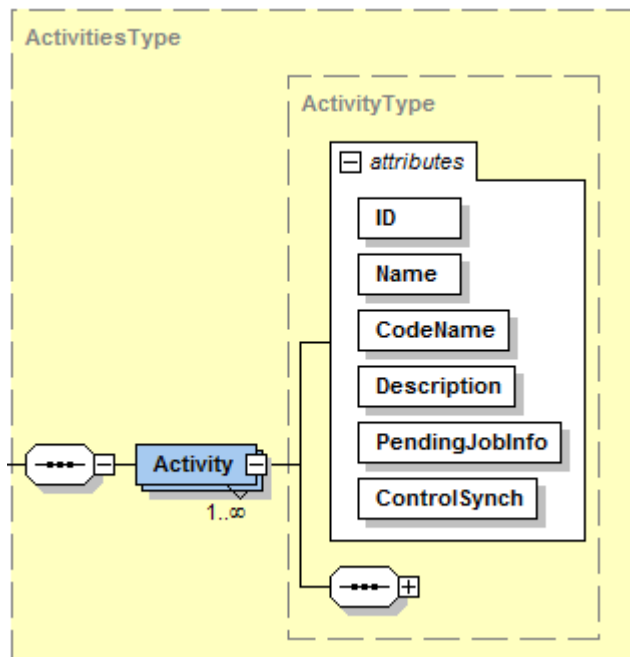 ActivitiesType
ActivityType
attributes
ID
Name
CodeName
Description
PendingJobInfo
ControlSynch
Activity
1..∞